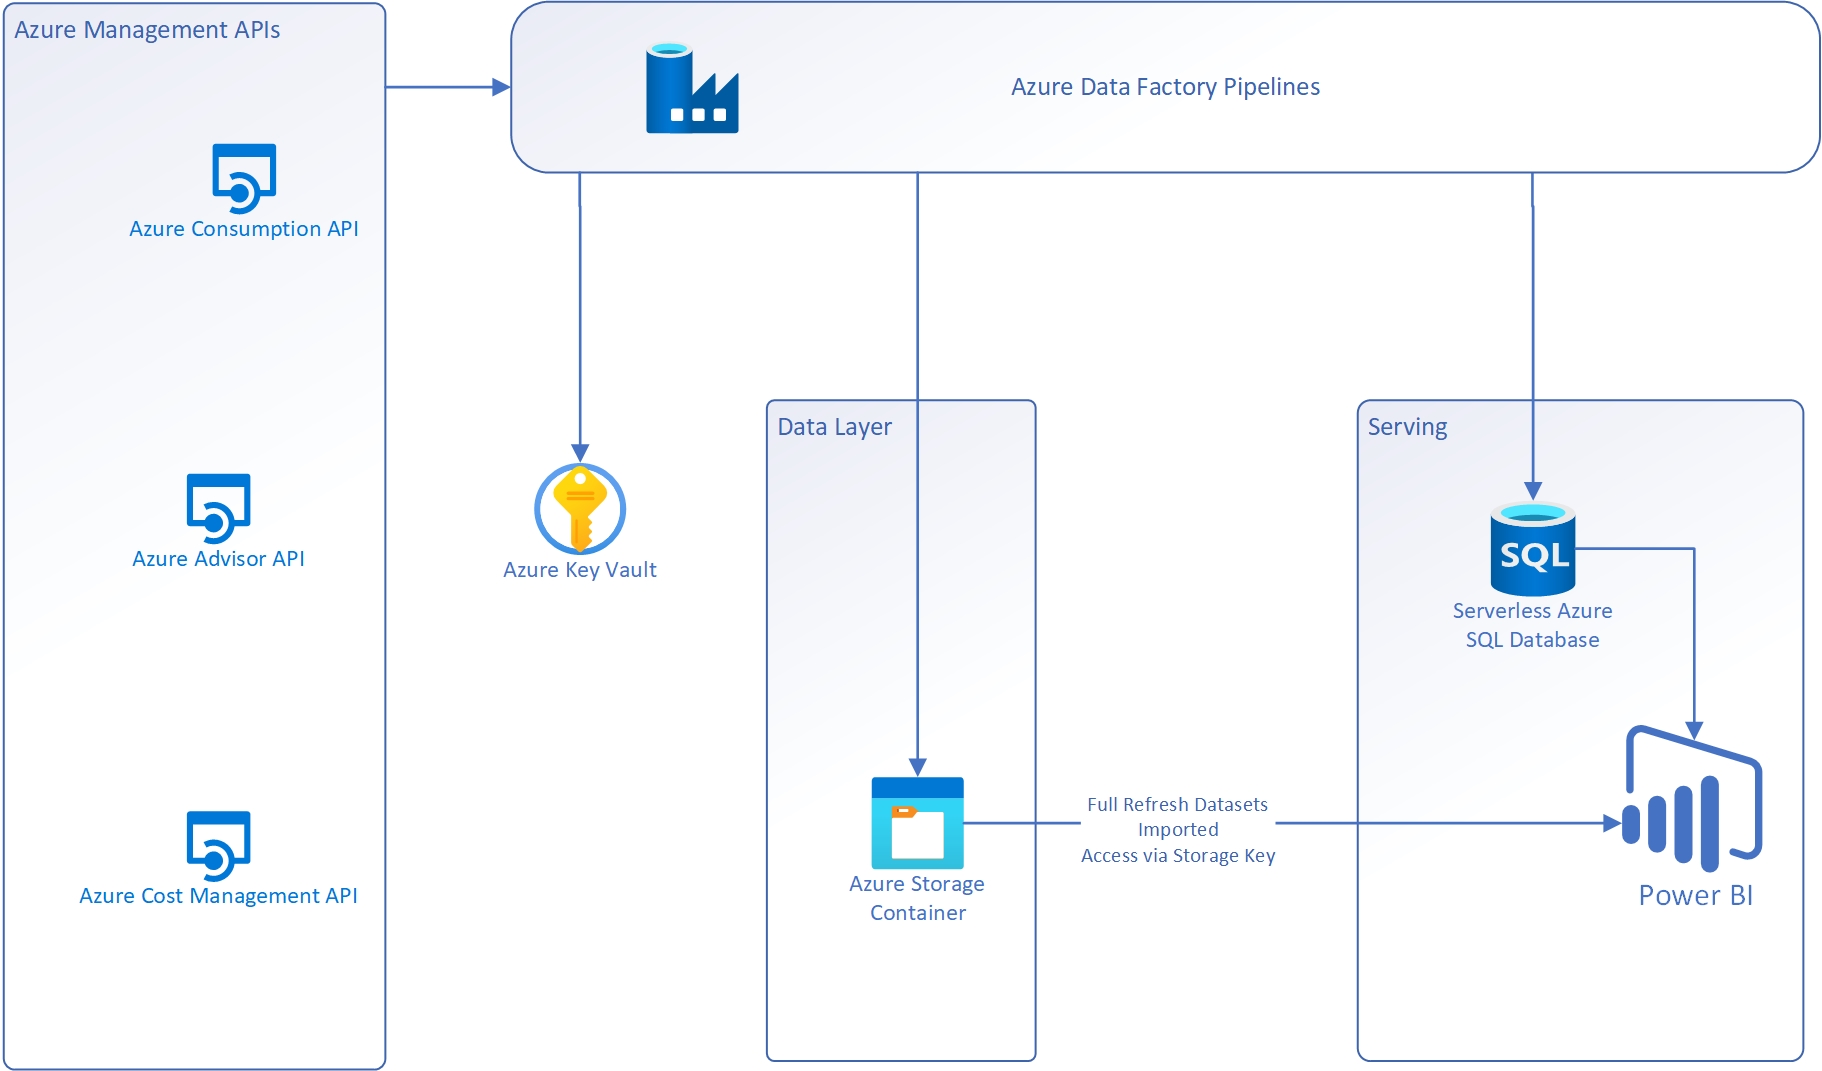 Azure Management APIs
Azure Consumption API
Azure Advisor API
Azure Cost Management API
Azure Data Factory Pipelines
Azure Key Vault
Data Layer
Azure Storage
Container
Full Refresh Datasets
Imported
Access via Storage Key
Serving
SQL
Serverless Azure
SQL Database
Power BI